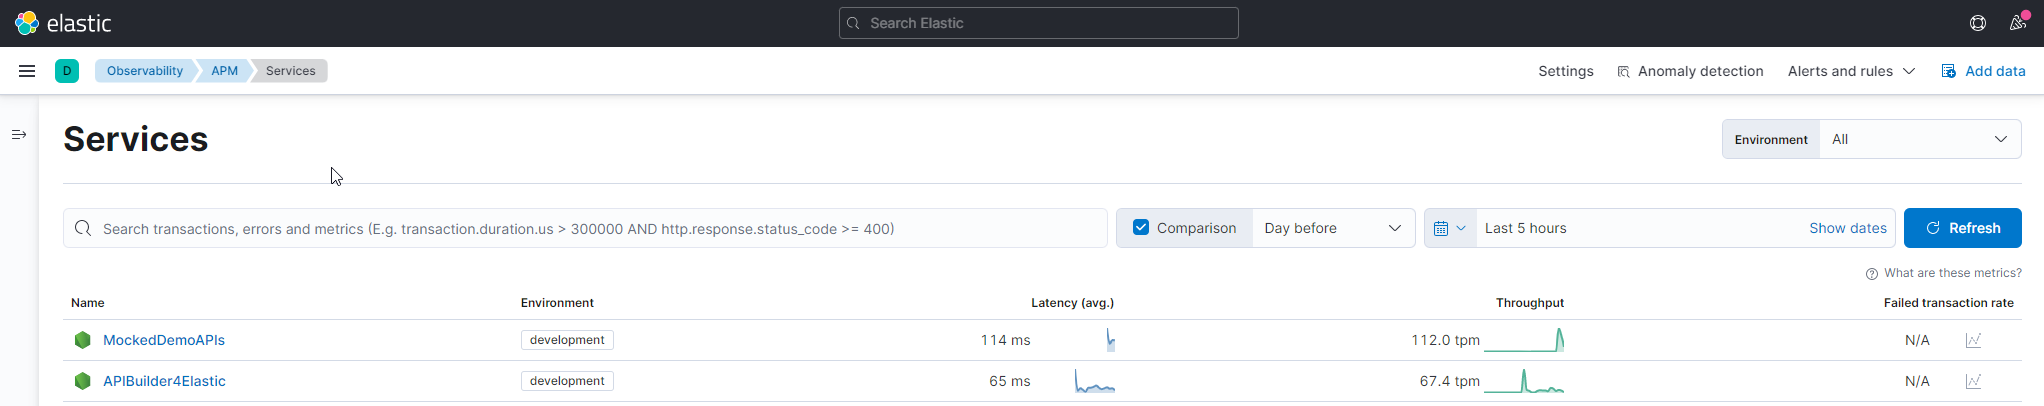 elastic
Search Elastic
D
Observability APM Services
Settings Anomaly detection Alerts and rules Add data
Services
Environment All
Search transactions, errors and metrics (E.g. transaction.duration.us > 300000 AND http.response.status_code >= 400)
Comparison Day before
Last 5 hours Show dates
Refresh
What are these metrics?
Name Environment Latency (avg.) Throughput Failed transaction rate
MockedDemoAPIs development 114 ms 112.0 tpm N/A
APIBuilder4Elastic development 65 ms 67.4 tpm N/A